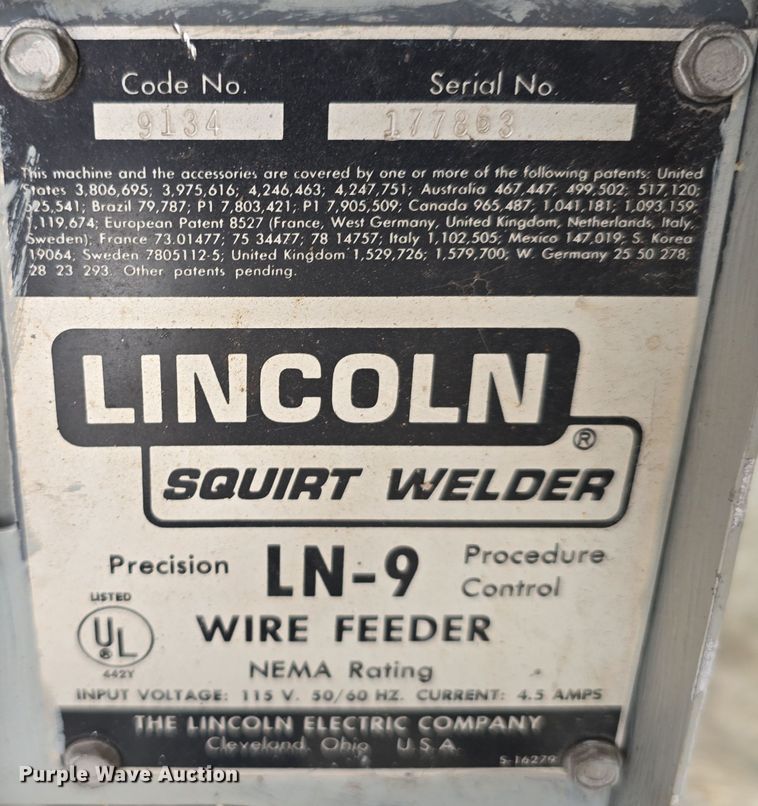 Code No.
Serial No.
9134
177863
This machine and the accessories are covered by one or more of the following patents: United
States 3,806,695; 3,975,616; 4,246,463; 4,247,751; Australia 467,447; 499,502; 517,120;
525,541; Brazil 79,787; P1 7,803,421; P1 7,905,509; Canada 965,487; 1,041,181; 1,093,159;
1,119,674; European Patent 8527 (France, West Germany, United Kingdom, Netherlands, Italy,
Sweden); France 73.01477; 75 34477; 78 14757; Italy 1,102,505; Mexico 147,019; S. Korea
19064, Sweden 7805112-5; United Kingdom 1,529,726; 1,579,700; W. Germany 25 50 278;
28 23 293. Other patents pending.
LINCOLN
®
SQUIRT WELDER
Precision LN-9 Procedure Control
LISTED
UL
®
442Y
WIRE FEEDER
NEMA Rating
INPUT VOLTAGE: 115 V. 50/60 HZ. CURRENT: 4.5 AMPS
THE LINCOLN ELECTRIC COMPANY
Cleveland, Ohio U.S.A.
S-16279
Purple Wave Auction